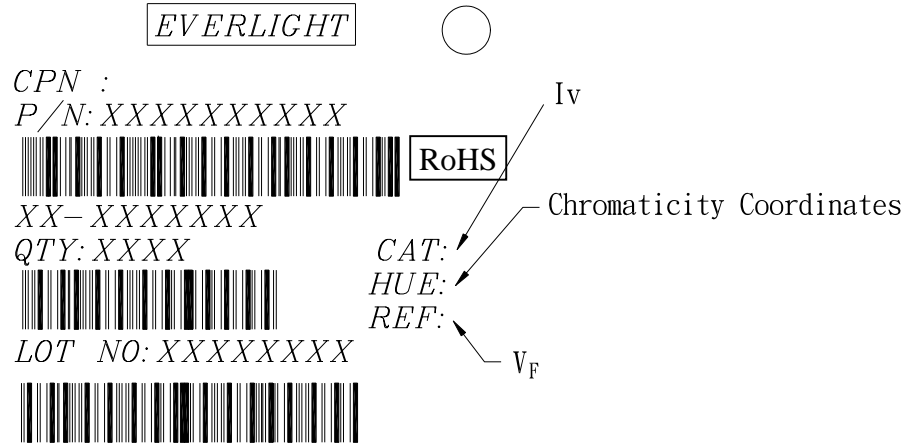 EVERLIGHT
CPN :
P/N: XXXXXXXXXX
RoHS
XX-XXXXXXX
QTY: XXXX
LOT NO: XXXXXXXX
CAT:
HUE:
REF:
Iv
Chromaticity Coordinates
VF